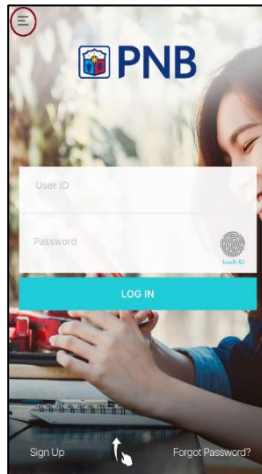 PNB
User ID
Password
Touch ID
LOG IN
Sign Up
Forgot Password?